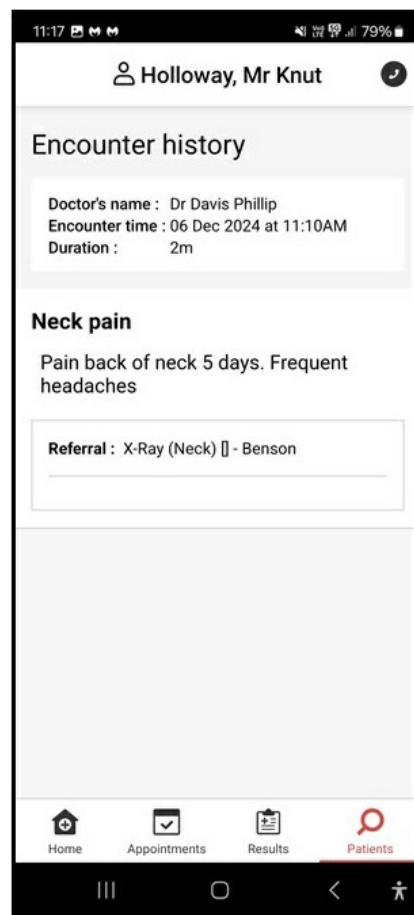 11:17 79%
Holloway, Mr Knut
Encounter history
Doctor's name : Dr Davis Phillip
Encounter time : 06 Dec 2024 at 11:10AM
Duration : 2m
Neck pain
Pain back of neck 5 days. Frequent
headaches
Referral : X-Ray (Neck) [] - Benson
Home Appointments Results Patients